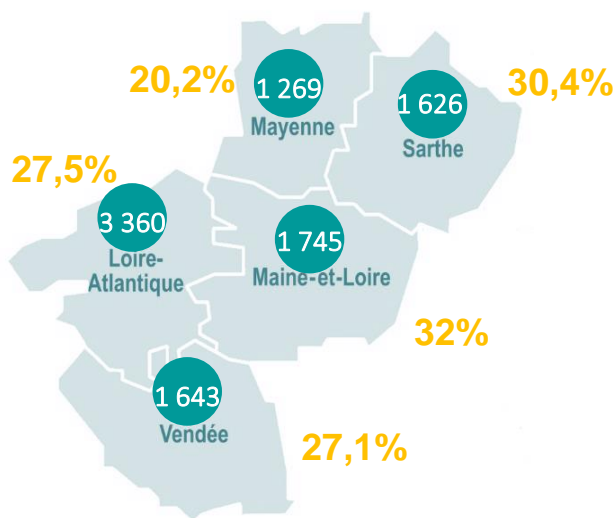 20,2%
1 269
Mayenne
30,4%
1 626
Sarthe
27,5%
3 360
Loire-
Atlantique
1 745
Maine-et-Loire
32%
1 643
Vendée
27,1%